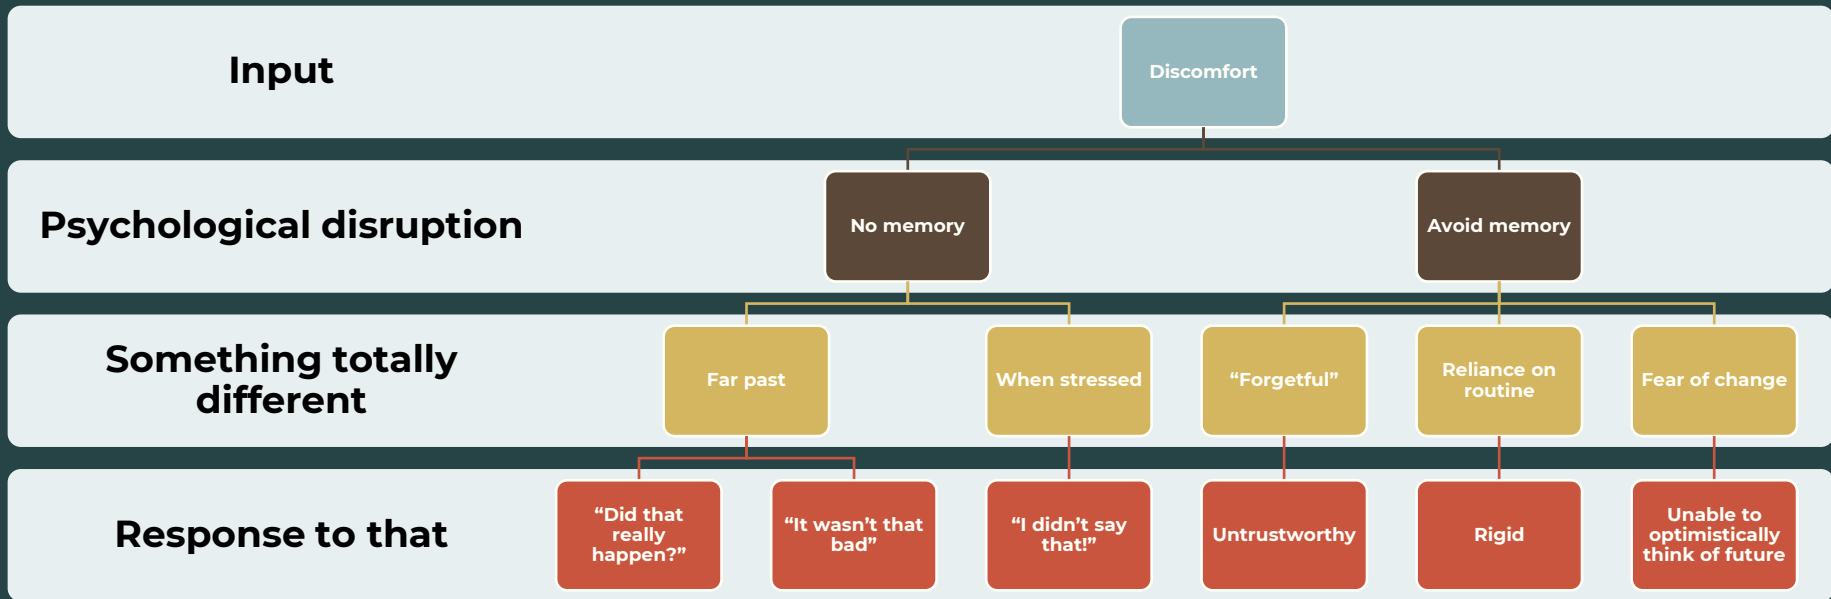 Input
Discomfort
Psychological disruption
No memory
Avoid memory
Something totally
different
Far past
When stressed
“Forgetful”
Reliance on
routine
Fear of change
Response to that
“Did that
really
happen?”
“It wasn’t that
bad”
“I didn’t say
that!”
Untrustworthy
Rigid
Unable to
optimistically
think of future